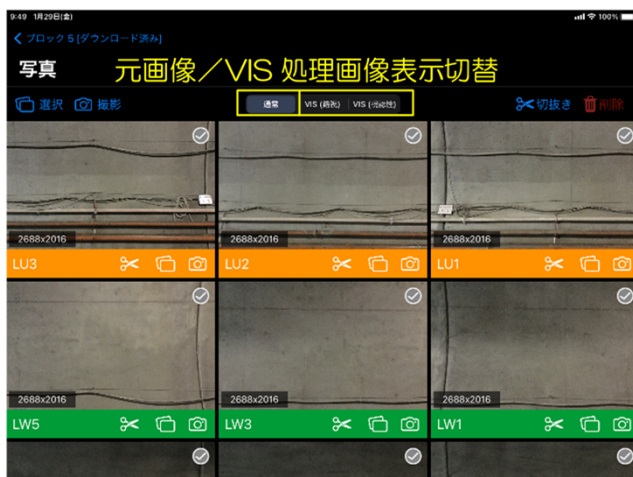 9:49 1月29日(金)
100%
ブロック 5 [ダウンロード済み]
写真
元画像／VIS 処理画像表示切替
選択 撮影 通常 VIS (錯視) VIS 切抜き 削除
2688x2016 2688x2016 2688x2016
LU3 LU2 LU1
2688x2016 2688x2016 2688x2016
LW5 LW3 LW1